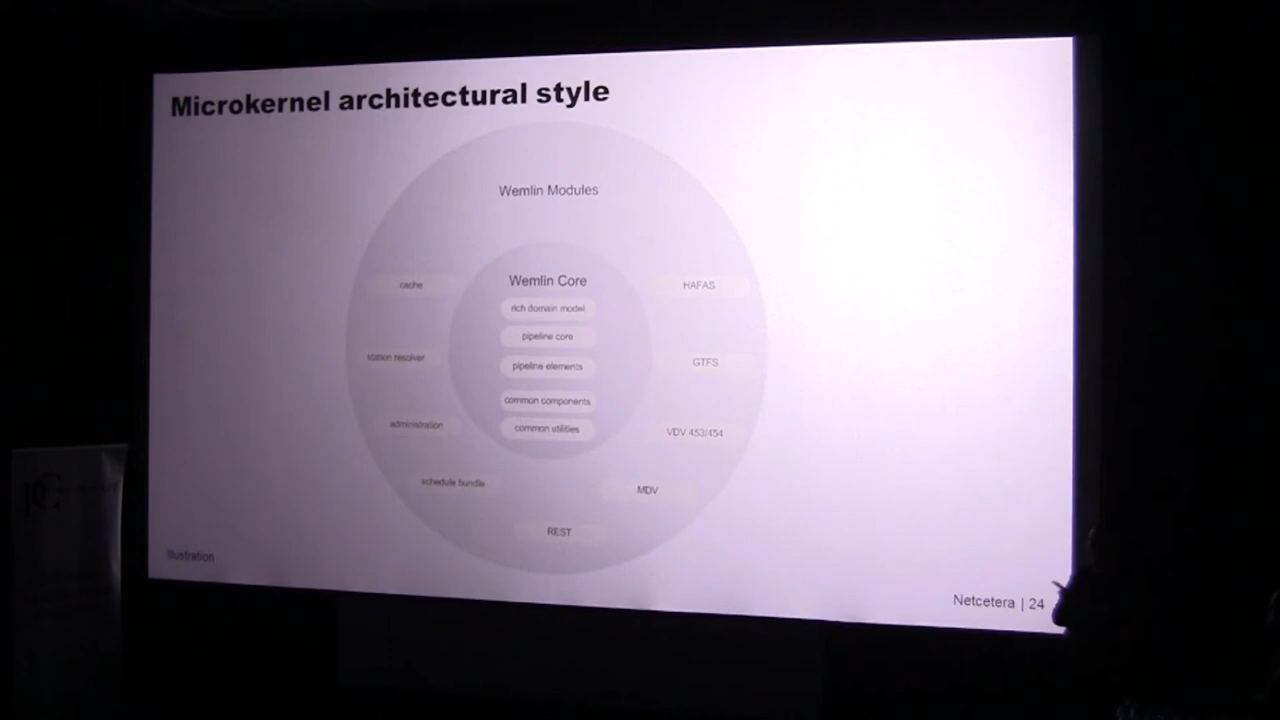 Microkernel architectural style
Wemlin Modules
Wemlin Core
rich domain model
pipeline core
pipeline elements
common components
common utilities
cache
station resolver
administration
schedule bundle
REST
MDV
VDV 453/454
GTFS
HAFAS
Illustration
Netcetera | 24